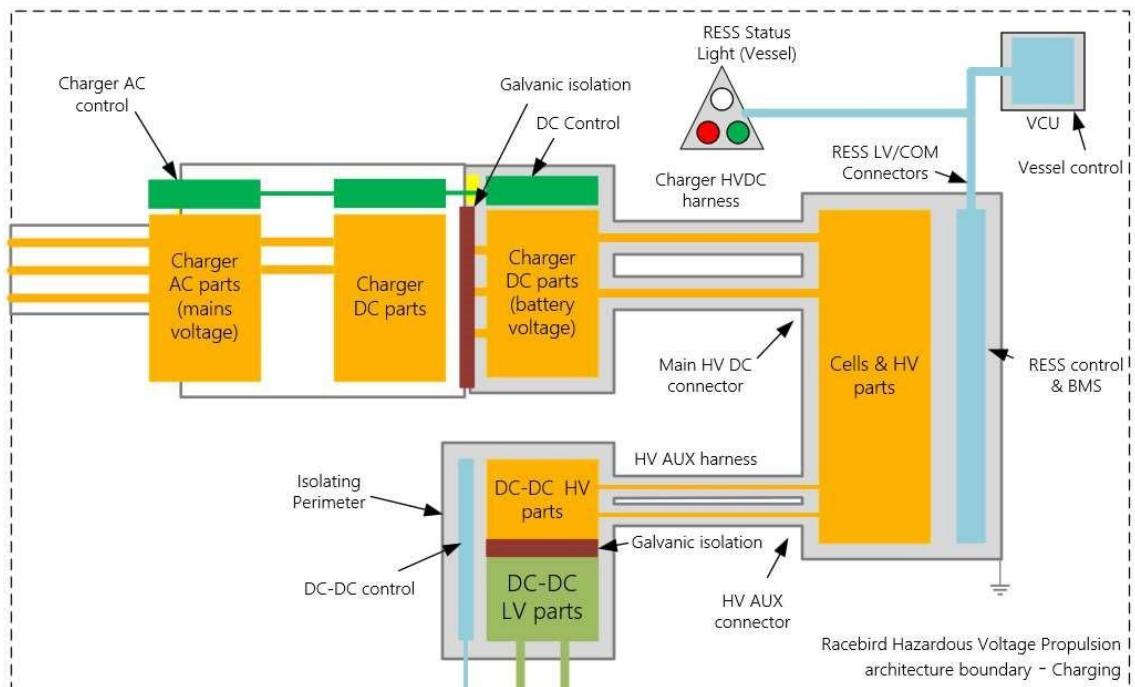 RESS Status
Light (Vessel)
Charger AC
control
Galvanic isolation
DC Control
VCU
RESS LV/COM
Connectors
Vessel control
Charger HVDC
harness
Charger
AC parts
(mains
voltage)
Charger
DC parts
Charger
DC parts
(battery
voltage)
Main HV DC
connector
Cells & HV
parts
RESS control
& BMS
HV AUX harness
Isolating
Perimeter
DC-DC HV
parts
Galvanic isolation
DC-DC control
DC-DC
LV parts
HV AUX
connector
Racebird Hazardous Voltage Propulsion
architecture boundary - Charging